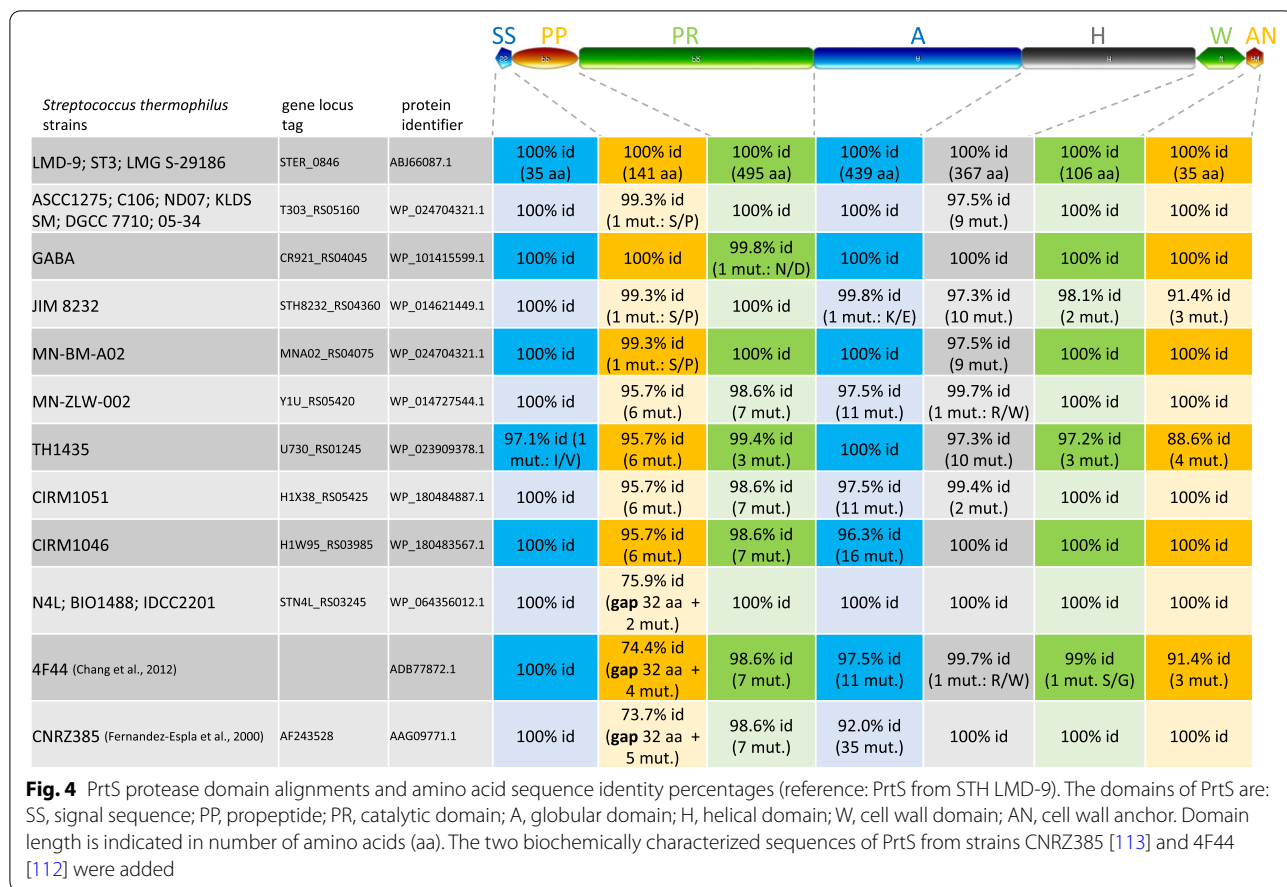 SS PP PR A H W AN
Streptococcus thermophilus strains
gene locus tag
protein identifier
LMD-9; ST3; LMG S-29186 STER_0846 ABJ66087.1 100% id (35 aa) 100% id (141 aa) 100% id (495 aa) 100% id (439 aa) 100% id (367 aa) 100% id (106 aa) 100% id (35 aa)
ASCC1275; C106; ND07; KLDS SM; DGCC 7710; 05-34 T303_RS05160 WP_024704321.1 100% id 99.3% id (1 mut.: S/P) 100% id 100% id 97.5% id (9 mut.) 100% id 100% id
GABA CR921_RS04045 WP_101415599.1 100% id 100% id 99.8% id (1 mut.: N/D) 100% id 100% id 100% id 100% id
JIM 8232 STH8232_RS04360 WP_014621449.1 100% id 99.3% id (1 mut.: S/P) 100% id 99.8% id (1 mut.: K/E) 97.3% id (10 mut.) 98.1% id (2 mut.) 91.4% id (3 mut.)
MN-BM-A02 MNA02_RS04075 WP_024704321.1 100% id 99.3% id (1 mut.: S/P) 100% id 100% id 97.5% id (9 mut.) 100% id 100% id
MN-ZLW-002 Y1U_RS05420 WP_014727544.1 100% id 95.7% id (6 mut.) 98.6% id (7 mut.) 97.5% id (11 mut.) 99.7% id (1 mut.: R/W) 100% id 100% id
TH1435 U730_RS01245 WP_023909378.1 97.1% id (1 mut.: I/V) 95.7% id (6 mut.) 99.4% id (3 mut.) 100% id 97.3% id (10 mut.) 97.2% id (3 mut.) 88.6% id (4 mut.)
CIRM1051 H1X38_RS05425 WP_180484887.1 100% id 95.7% id (6 mut.) 98.6% id (7 mut.) 97.5% id (11 mut.) 99.4% id (2 mut.) 100% id 100% id
CIRM1046 H1W95_RS03985 WP_180483567.1 100% id 95.7% id (6 mut.) 98.6% id (7 mut.) 96.3% id (16 mut.) 100% id 100% id 100% id
N4L; BIO1488; IDCC2201 STN4L_RS03245 WP_064356012.1 100% id 75.9% id (gap 32 aa + 2 mut.) 100% id 100% id 100% id 100% id 100% id
4F44 (Chang et al., 2012) ADB77872.1 100% id 74.4% id (gap 32 aa + 4 mut.) 98.6% id (7 mut.) 97.5% id (11 mut.) 99.7% id (1 mut.: R/W) 99% id (1 mut. S/G) 91.4% id (3 mut.)
CNRZ385 (Fernandez-Espla et al., 2000) AF243528 AAG09771.1 100% id 73.7% id (gap 32 aa + 5 mut.) 98.6% id (7 mut.) 92.0% id (35 mut.) 100% id 100% id 100% id
Fig. 4 PrtS protease domain alignments and amino acid sequence identity percentages (reference: PrtS from STH LMD-9). The domains of PrtS are:
SS, signal sequence; PP, propeptide; PR, catalytic domain; A, globular domain; H, helical domain; W, cell wall domain; AN, cell wall anchor. Domain
length is indicated in number of amino acids (aa). The two biochemically characterized sequences of PrtS from strains CNRZ385 [113] and 4F44
[112] were added